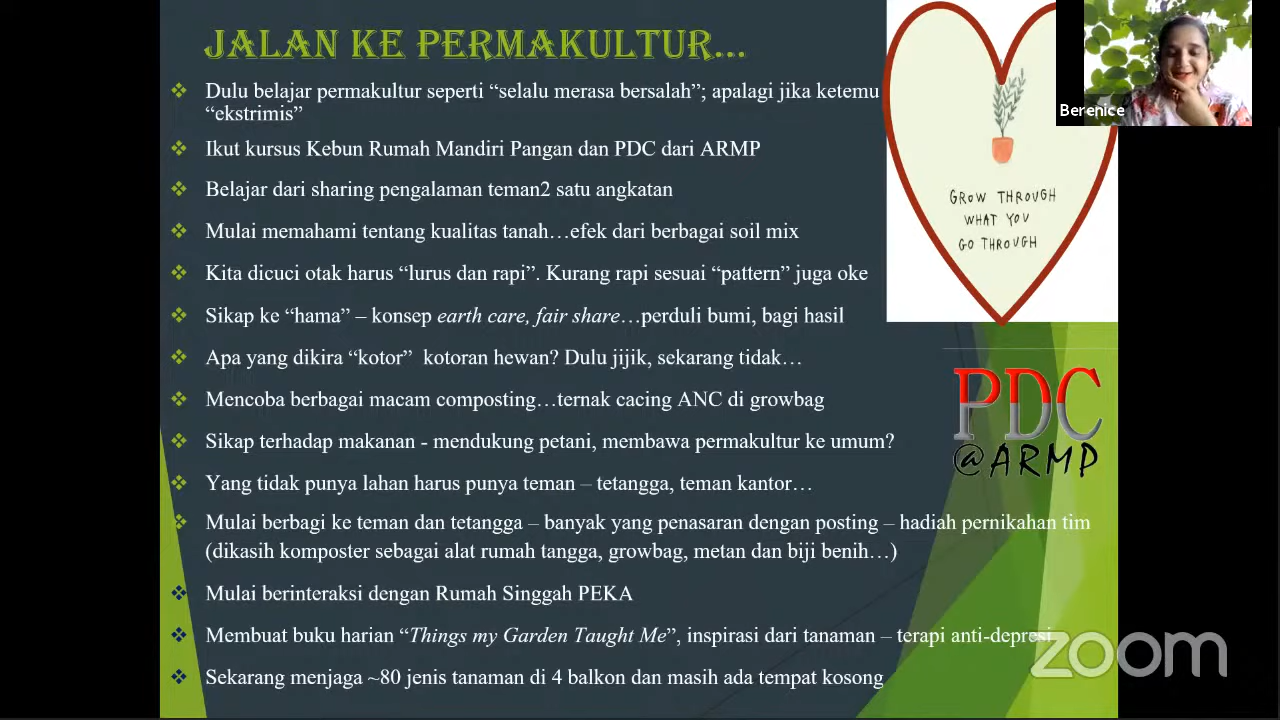 JALAN KE PERMAKULTUR...
Dulu belajar permakultur seperti “selalu merasa bersalah”; apalagi jika ketemu
“ekstrimis”
Ikut kursus Kebun Rumah Mandiri Pangan dan PDC dari ARMP
Belajar dari sharing pengalaman teman2 satu angkatan
Mulai memahami tentang kualitas tanah…efek dari berbagai soil mix
Kita dicuci otak harus “lurus dan rapi”. Kurang rapi sesuai “pattern” juga oke
Sikap ke “hama” – konsep earth care, fair share…perduli bumi, bagi hasil
Apa yang dikira “kotor” kotoran hewan? Dulu jijik, sekarang tidak…
Mencoba berbagai macam composting…ternak cacing ANC di growbag
Sikap terhadap makanan - mendukung petani, membawa permakultur ke umum?
Yang tidak punya lahan harus punya teman – tetangga, teman kantor…
Mulai berbagi ke teman dan tetangga – banyak yang penasaran dengan posting – hadiah pernikahan tim
(dikasih komposter sebagai alat rumah tangga, growbag, metan dan biji benih…)
Mulai berinteraksi dengan Rumah Singgah PEKA
Membuat buku harian “Things my Garden Taught Me”, inspirasi dari tanaman – terapi anti-depresi
Sekarang menjaga ~80 jenis tanaman di 4 balkon dan masih ada tempat kosong
GROW THROUGH
WHAT YOU
GO THROUGH
Berenice
PDC
@ARMP
zoom